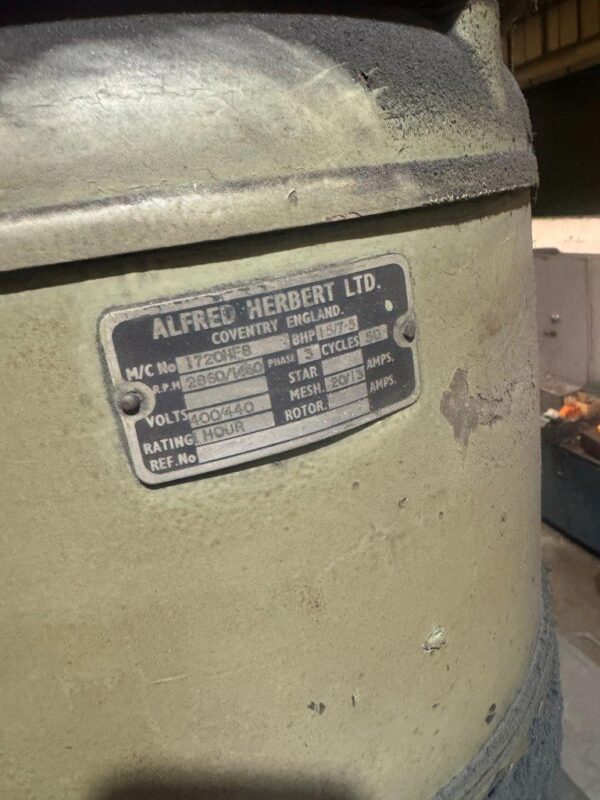 ALFRED HERBERT LTD.
COVENTRY ENGLAND.
M/C No 1720HF8 BHP 15/7.5
R.P.M 2860/1460 PHASE 3 CYCLES 50
STAR AMPS.
VOLTS 400/440 MESH. 20/13 AMPS.
RATING 1 HOUR ROTOR.
REF.No